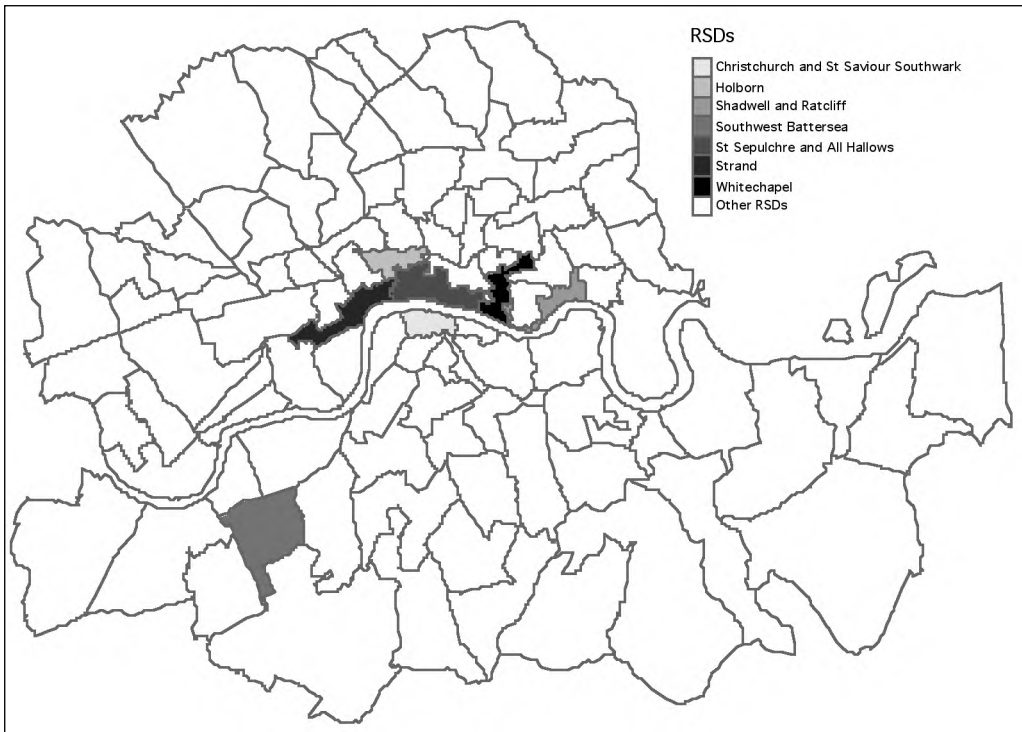 RSDs
Christchurch and St Saviour Southwark
Holborn
Shadwell and Ratcliff
Southwest Battersea
St Sepulchre and All Hallows
Strand
Whitechapel
Other RSDs